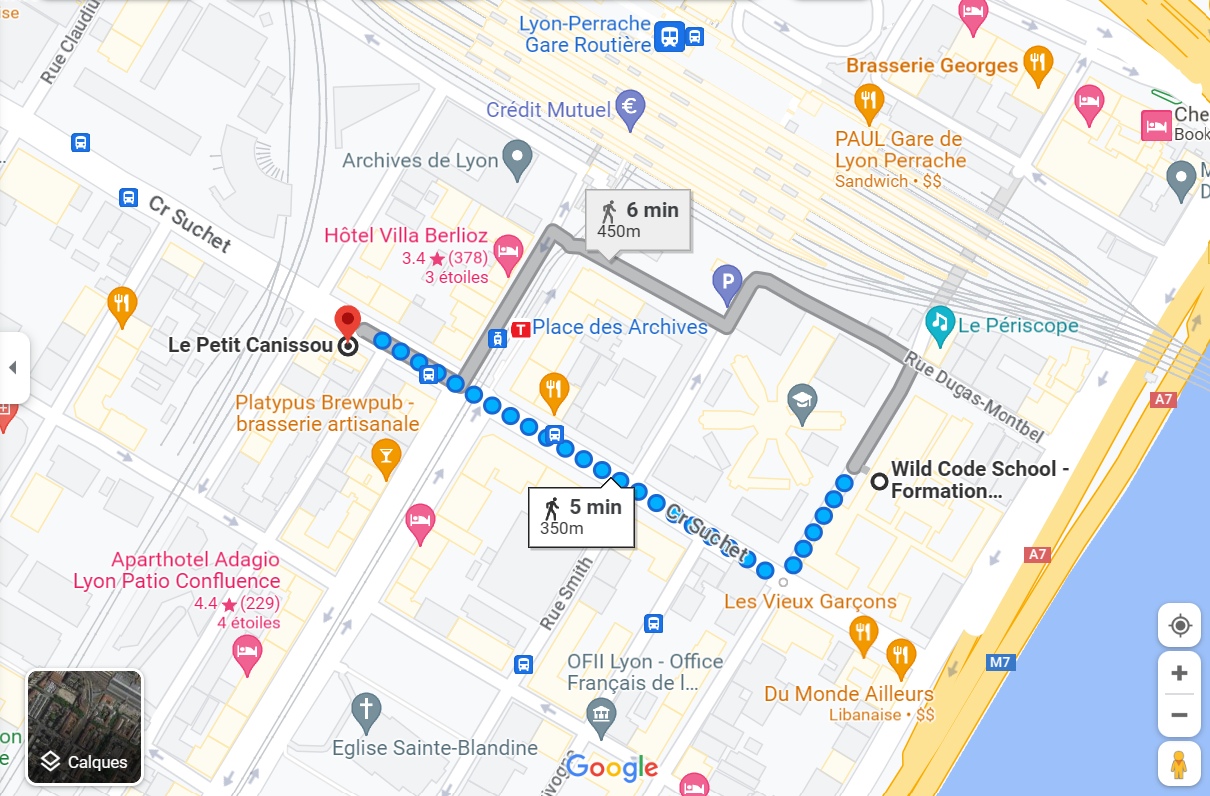 ise
Rue Claudiu
Lyon-Perrache
Gare Routière
Brasserie Georges
Crédit Mutuel
€
Archives de Lyon
PAUL Gare de
Lyon Perrache
Sandwich • $$
Che
Book
M
D
Cr Suchet
6 min
450m
Hôtel Villa Berlioz
3.4 ★ (378)
3 étoiles
P
T
Place des Archives
Le Périscope
Le Petit Canissou
Rue Dugas-Montbel
A7
Platypus Brewpub -
brasserie artisanale
Wild Code School -
Formation...
5 min
350m
Cr Suchet
A7
Aparthotel Adagio
Lyon Patio Confluence
4.4 ★ (229)
4 étoiles
Rue Smith
Les Vieux Garçons
M7
OFII Lyon - Office
Français de l...
Du Monde Ailleurs
Libanaise • $$
on
e
Calques
Eglise Sainte-Blandine
ivogne
Google